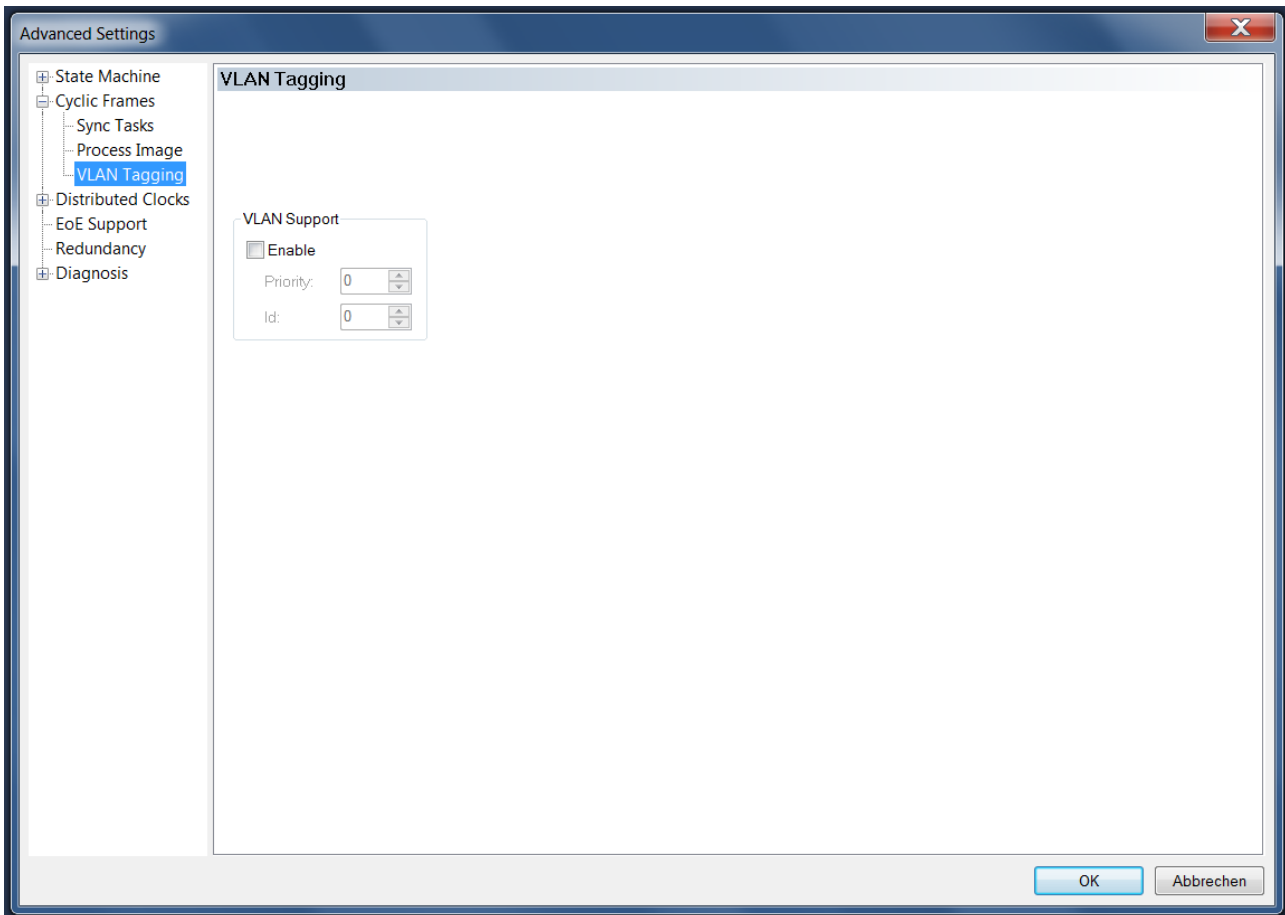 Advanced Settings
State Machine
Cyclic Frames
Sync Tasks
Process Image
VLAN Tagging
Distributed Clocks
EoE Support
Redundancy
Diagnosis
VLAN Tagging
VLAN Support
Enable
Priority: 0
Id: 0
OK Abbrechen